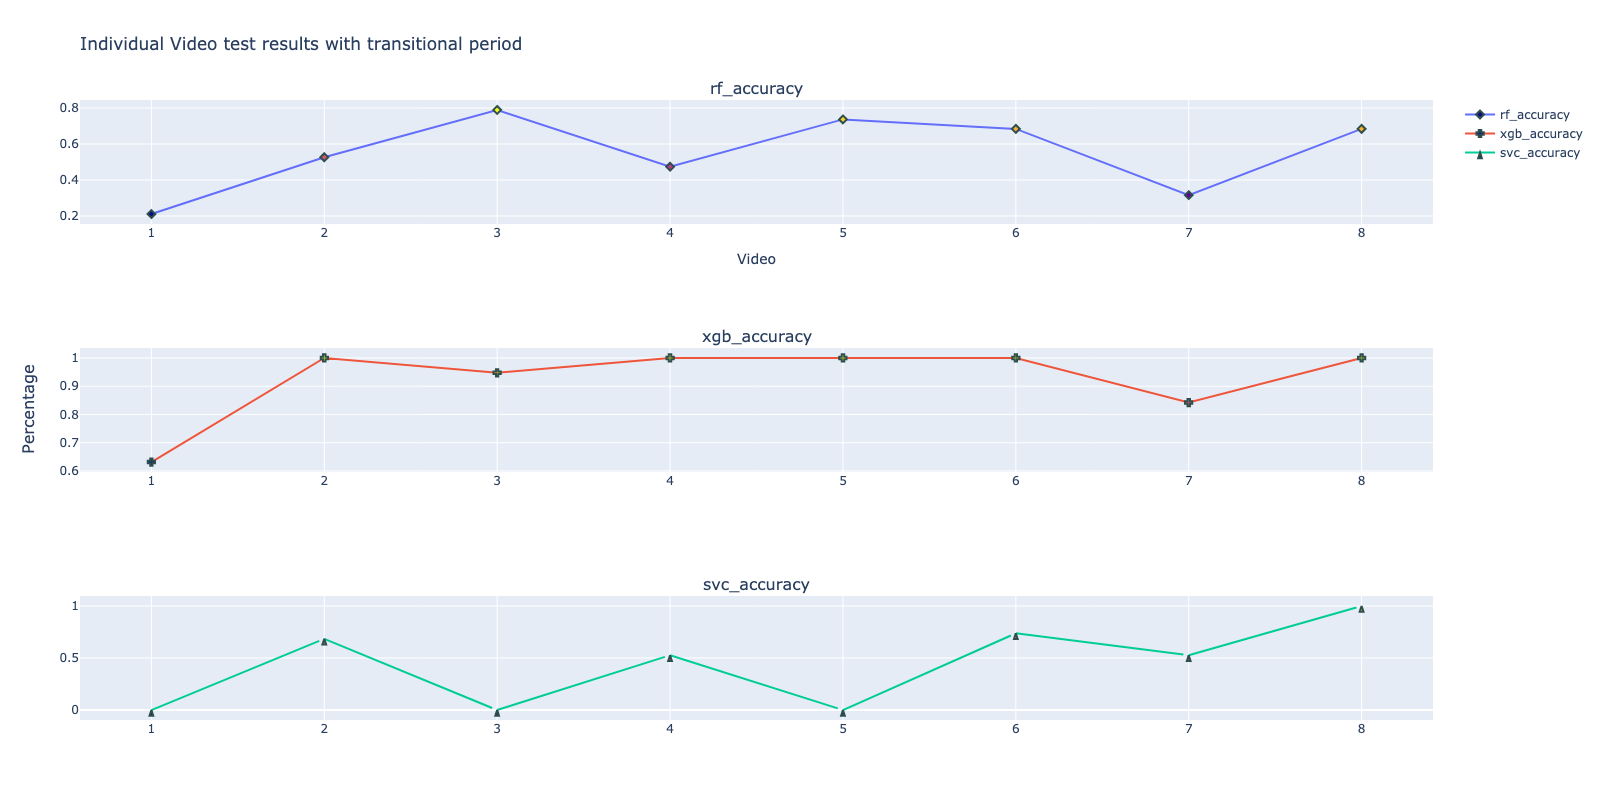 Individual Video test results with transitional period
rf_accuracy
0.8
0.6
0.4
0.2
1 2 3 4 5 6 7 8
Video
rf_accuracy
xgb_accuracy
svc_accuracy
xgb_accuracy
Percentage
1
0.9
0.8
0.7
0.6
1 2 3 4 5 6 7 8
svc_accuracy
1
0.5
0
1 2 3 4 5 6 7 8